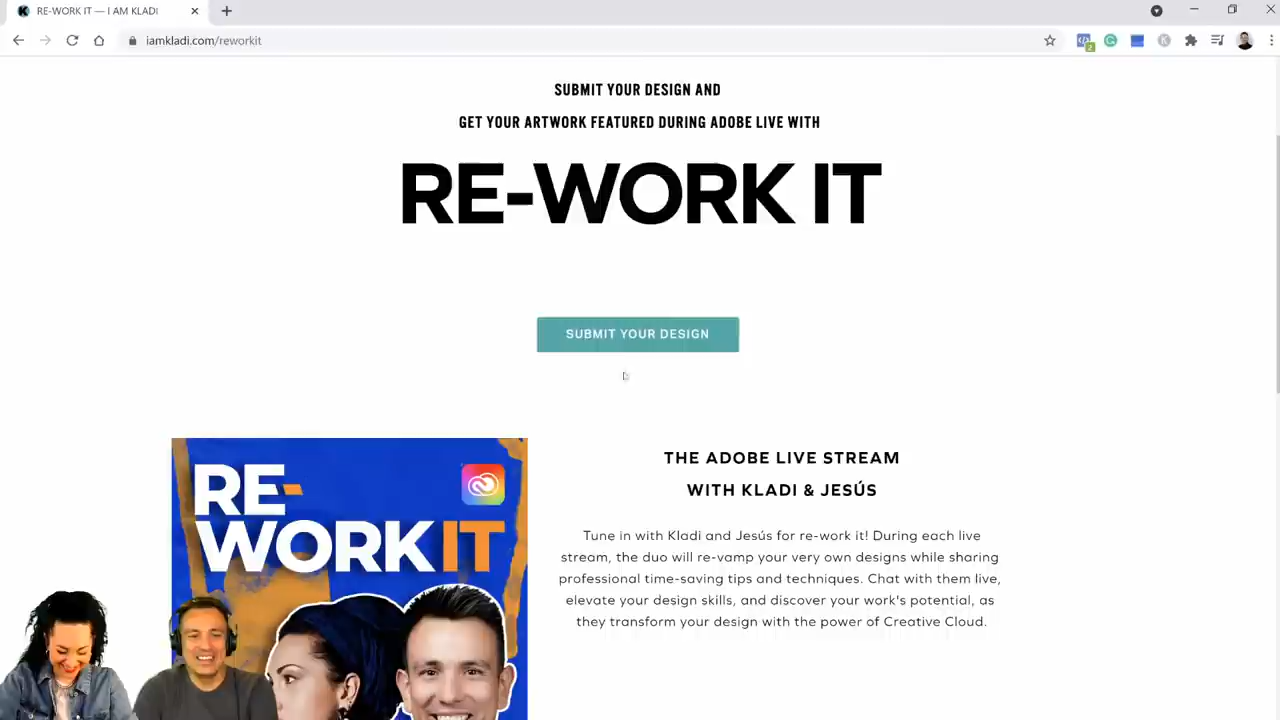 RE-WORK IT — I AM KLADI
iamkladi.com/reworkit
2
SUBMIT YOUR DESIGN AND
GET YOUR ARTWORK FEATURED DURING ADOBE LIVE WITH
RE-WORK IT
SUBMIT YOUR DESIGN
RE-
WORK IT
THE ADOBE LIVE STREAM
WITH KLADI & JESÚS
Tune in with Kladi and Jesús for re-work it! During each live
stream, the duo will re-vamp your very own designs while sharing
professional time-saving tips and techniques. Chat with them live,
elevate your design skills, and discover your work's potential, as
they transform your design with the power of Creative Cloud.